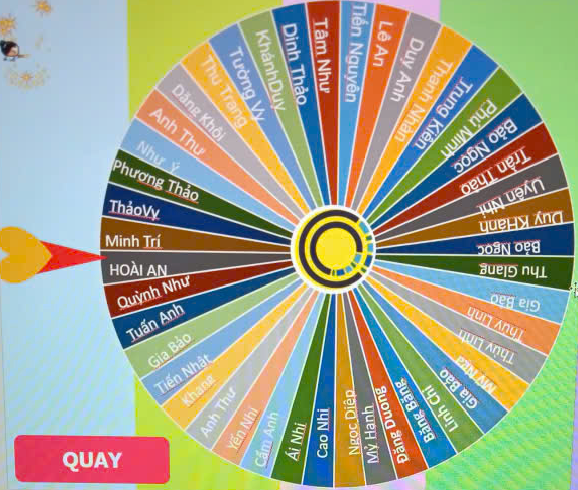 Tâm Như
Tiến Nguyên
Lê An
Duy Anh
Thanh Nhàn
Trung Kiên
Phú Minh
Bảo Ngọc
Trần Thảo
Uyên Nhi
Duy KHánh
Bảo Ngọc
Thu Giang
Gia Bảo
Thùy Linh
Thùy Linh
Mỹ Nga
Gia Bảo
Linh Chi
Băng Băng
Đăng Dương
Mỹ Hạnh
Ngọc Diệp
Cao Nhi
Ái Nhi
Cẩm Anh
Yến Nhi
Anh Thư
Khang
Tiến Nhật
Gia Bảo
Tuấn Anh
Quỳnh Như
HOÀI AN
Minh Trí
ThảoVy
Phương Thảo
Như Ý
Anh Thư
Đăng Khôi
Thu Trang
Tường Vy
KhánhDuy
Dinh Thảo
QUAY